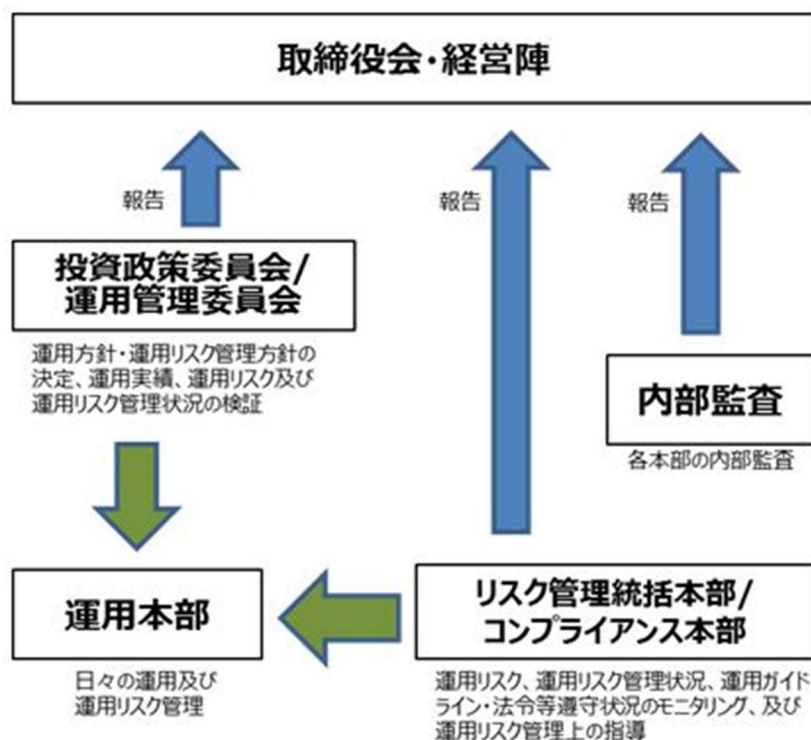 取締役会・経営陣
報告
報告
報告
投資政策委員会/
運用管理委員会
運用方針・運用リスク管理方針の
決定、運用実績、運用リスク及び
運用リスク管理状況の検証
内部監査
各本部の内部監査
運用本部
日々の運用及び
運用リスク管理
リスク管理統括本部/
コンプライアンス本部
運用リスク、運用リスク管理状況、運用ガイド
ライン・法令等遵守状況のモニタリング、及び
運用リスク管理上の指導